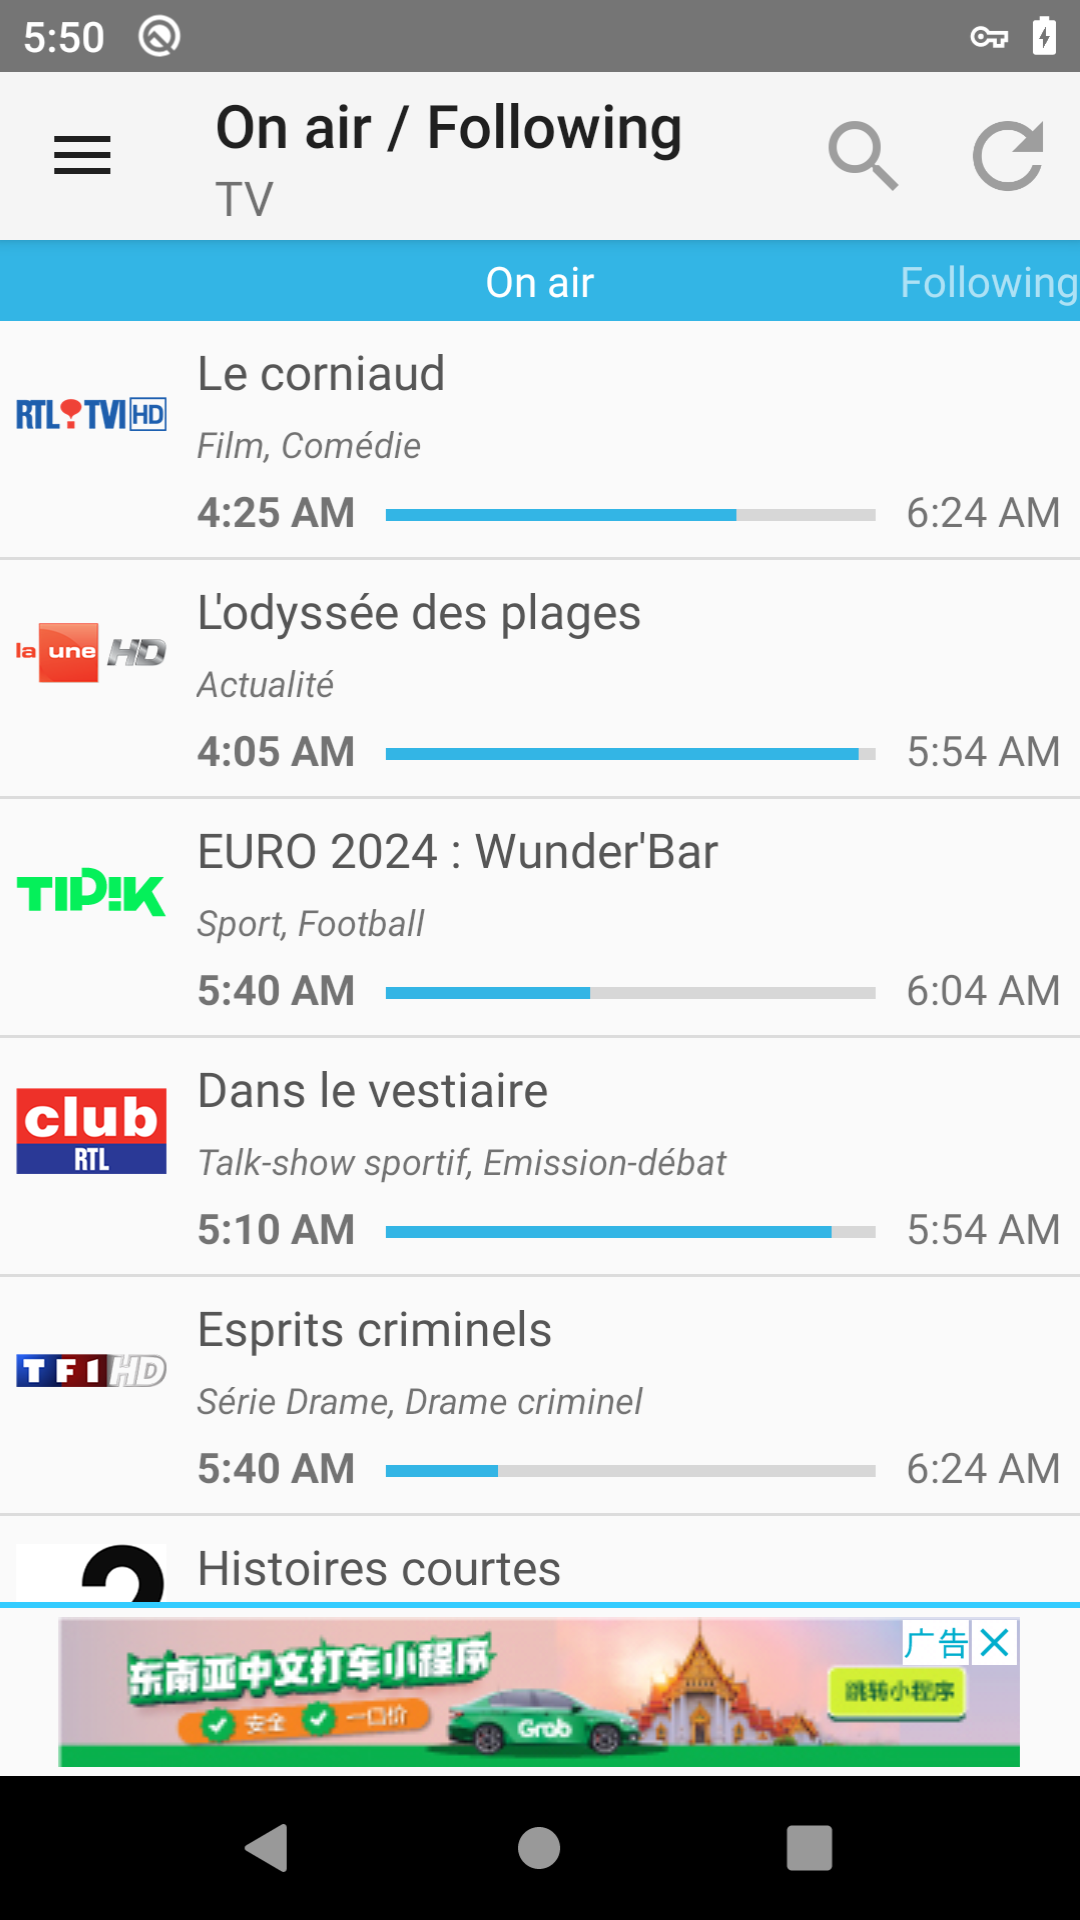 5:50
On air / Following
TV
On air
Following
RTL TVI HD
Le corniaud
Film, Comédie
4:25 AM
6:24 AM
la une HD
L'odyssée des plages
Actualité
4:05 AM
5:54 AM
TIPIK
EURO 2024 : Wunder'Bar
Sport, Football
5:40 AM
6:04 AM
club
RTL
Dans le vestiaire
Talk-show sportif, Emission-débat
5:10 AM
5:54 AM
TF1 HD
Esprits criminels
Série Drame, Drame criminel
5:40 AM
6:24 AM
Histoires courtes
东南亚中文打车小程序
安全 一口价
Grab
跳转小程序
广告